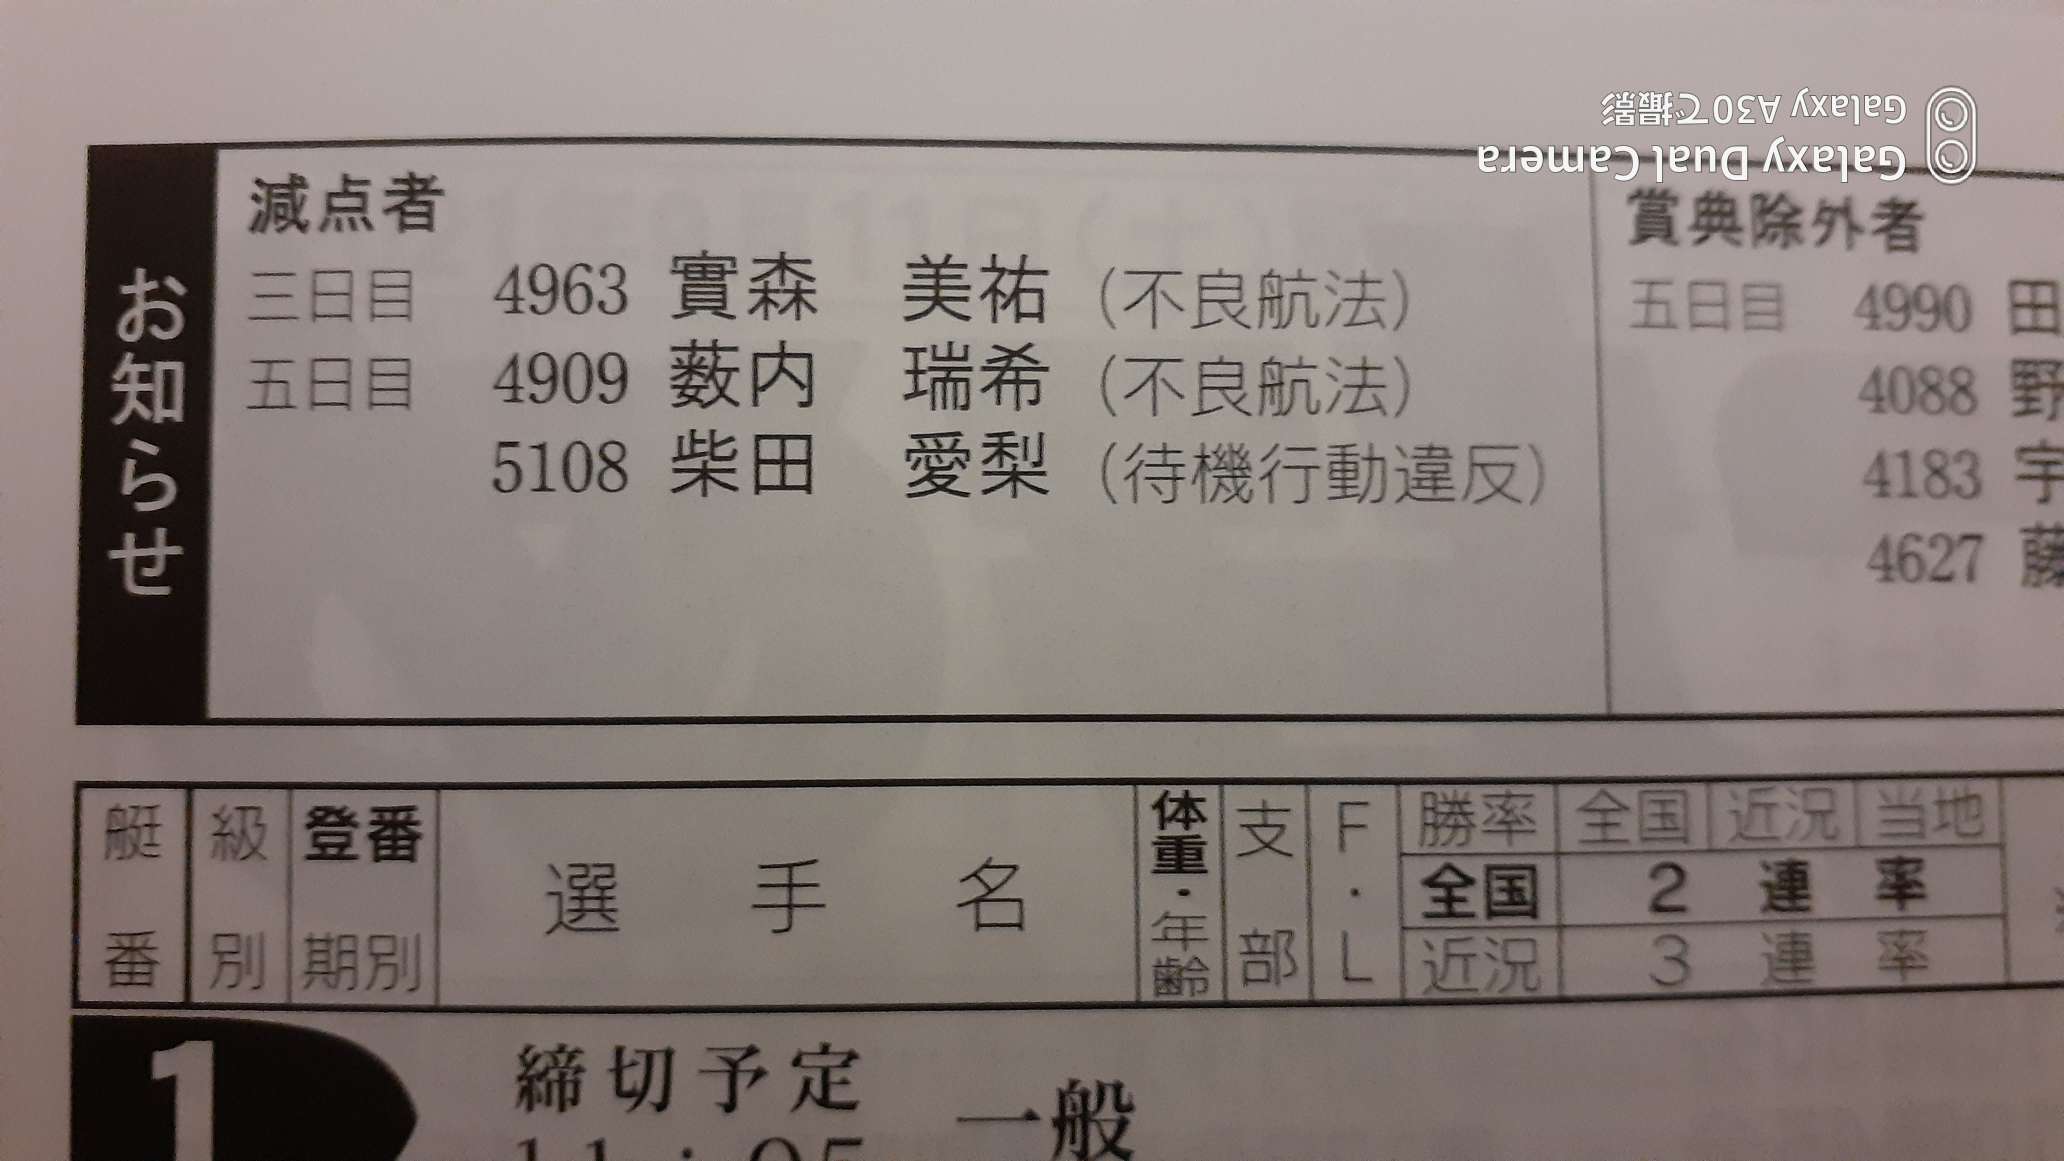 Galaxy Dual Camera
Galaxy A30で撮影
お知らせ
減点者
三日目 4963 實森 美祐 (不良航法)
五日目 4909 薮内 瑞希 (不良航法)
5108 柴田 愛梨 (待機行動違反)
賞典除外者
五日目 4990 田
4088 野
4183 宇
4627 藤
艇番
級別
登番
期別
選手名
体重・年齢
支部
F・L
勝率 全国 近況 当地
全国 2連率
近況 3連率
1
締切予定
一般